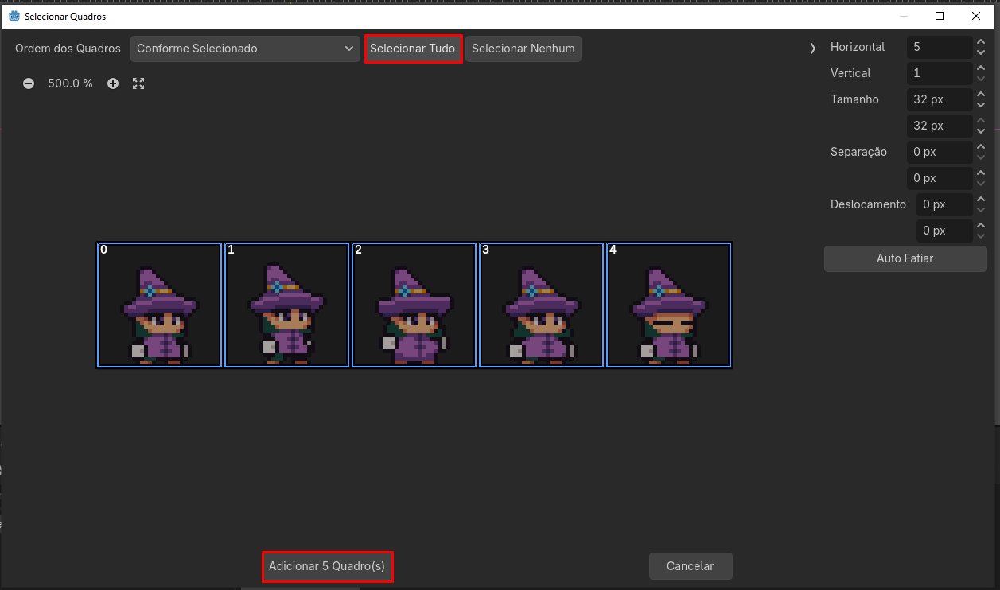 Selecionar Quadros
Ordem dos Quadros Conforme Selecionado Selecionar Tudo Selecionar Nenhum
500.0 %
Horizontal 5
Vertical 1
Tamanho 32 px
32 px
Separação 0 px
0 px
Deslocamento 0 px
0 px
Auto Fatiar
0 1 2 3 4
Adicionar 5 Quadro(s) Cancelar